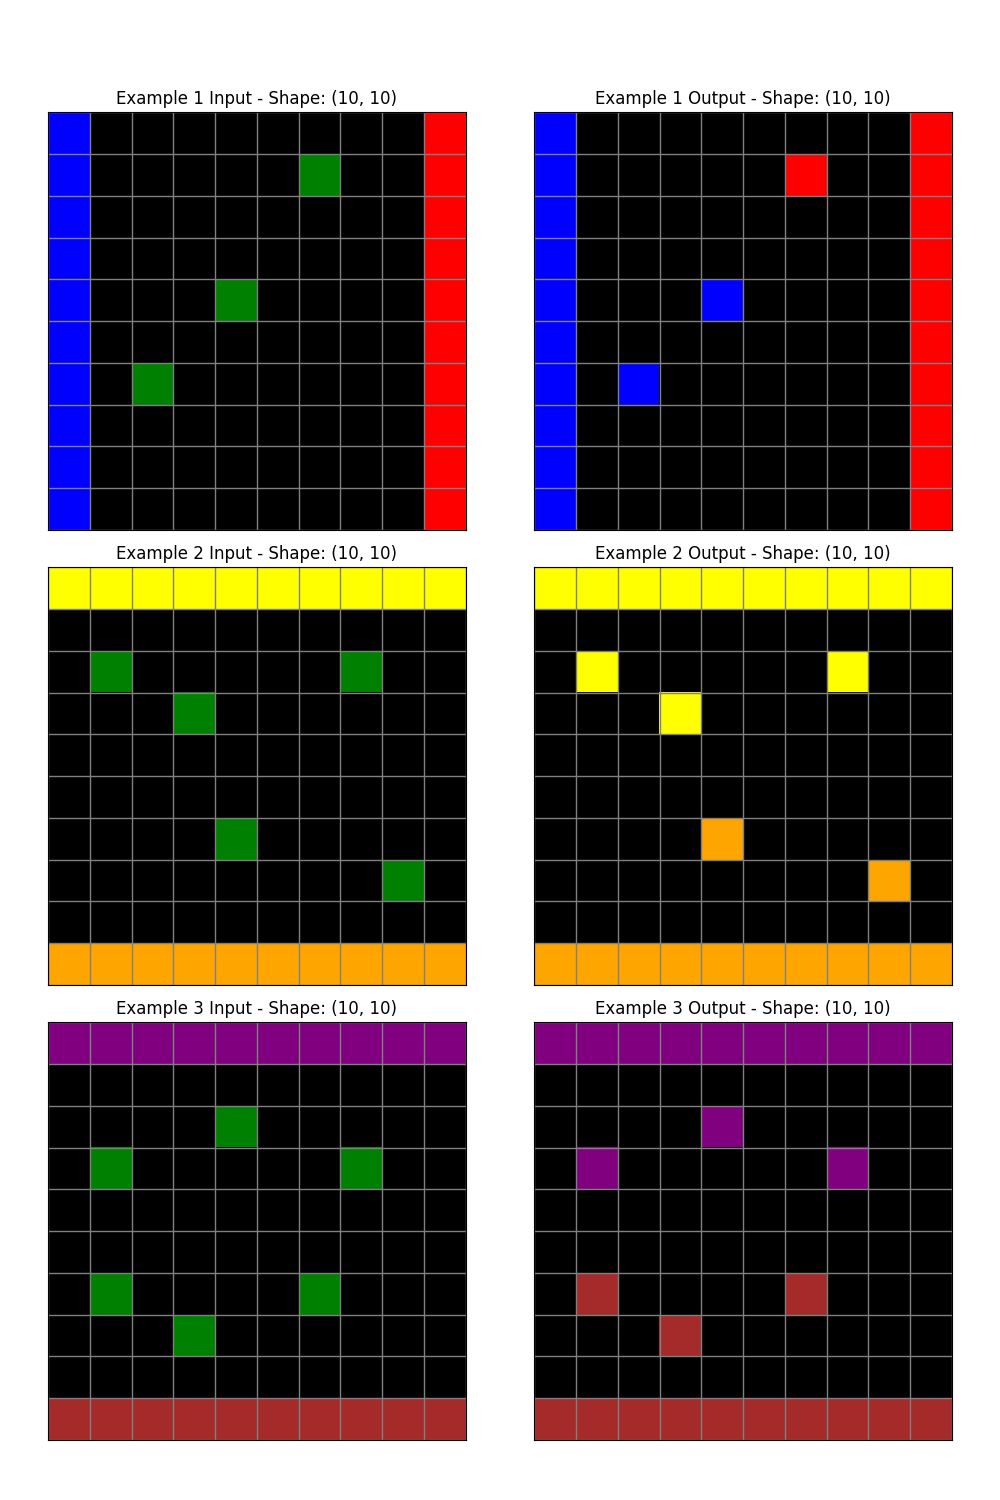 Example 1 Input - Shape: (10, 10)
Example 1 Output - Shape: (10, 10)
Example 2 Input - Shape: (10, 10)
Example 2 Output - Shape: (10, 10)
Example 3 Input - Shape: (10, 10)
Example 3 Output - Shape: (10, 10)